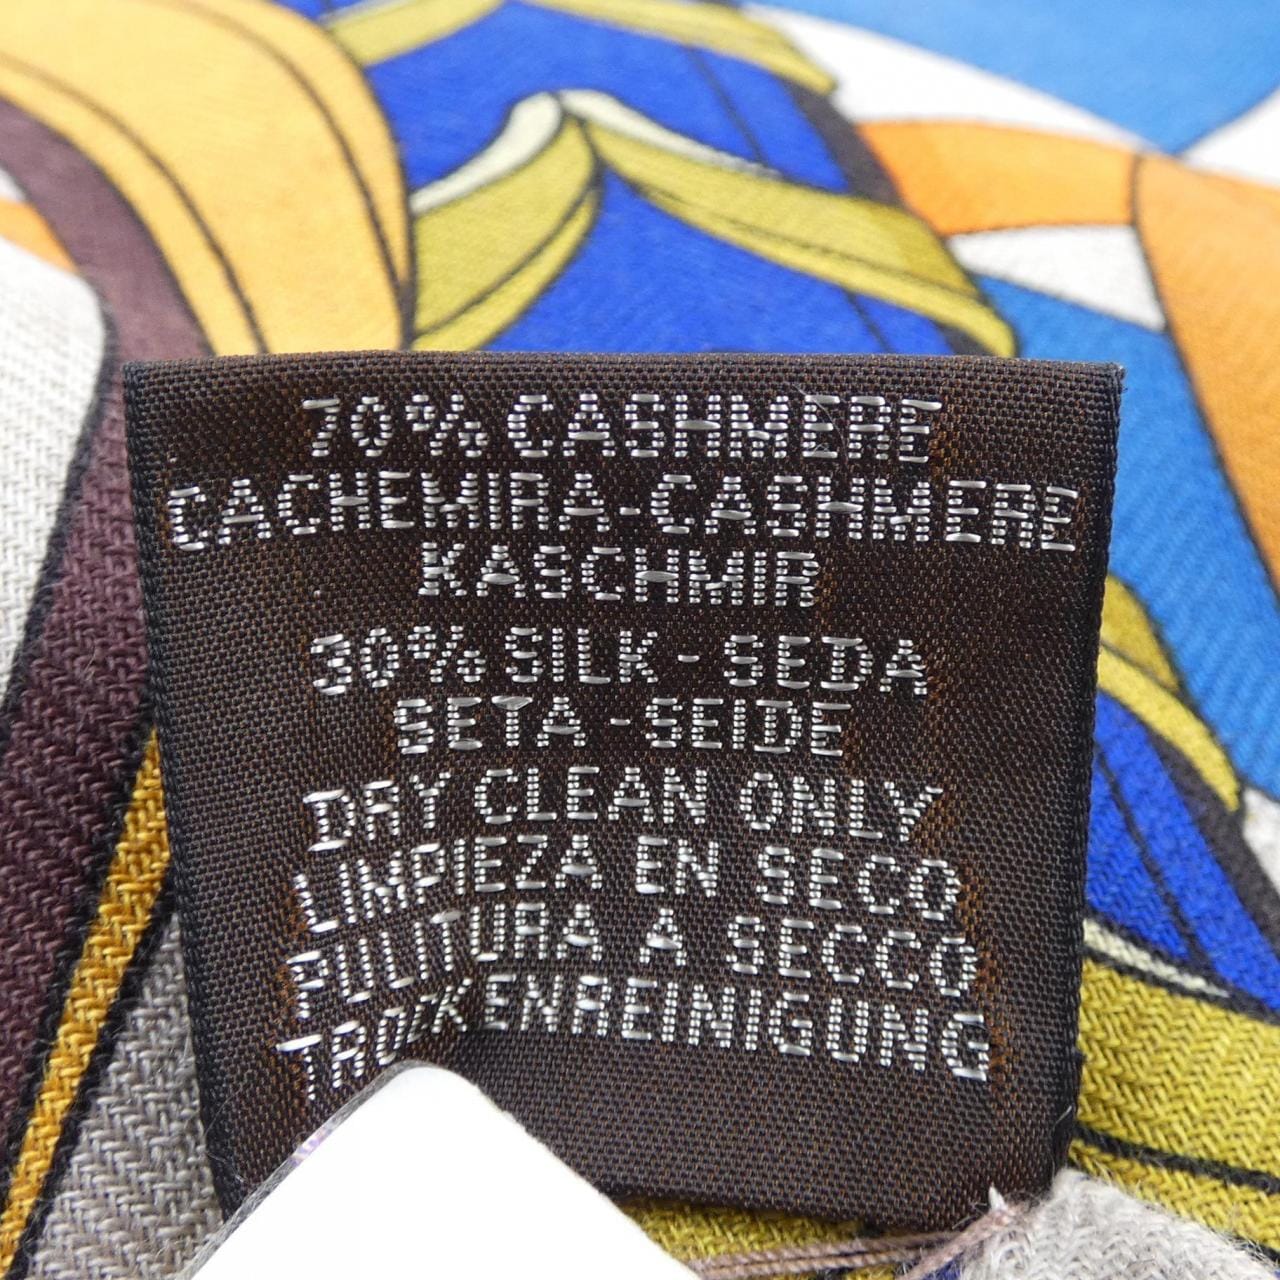 70% CASHMERE
CACHEMIRA-CASHMERE
KASCHMIR
30% SILK - SEDA
SETA - SEIDE
DRY CLEAN ONLY
LIMPIEZA EN SECO
PULITURA A SECCO
TROCKENREINIGUNG